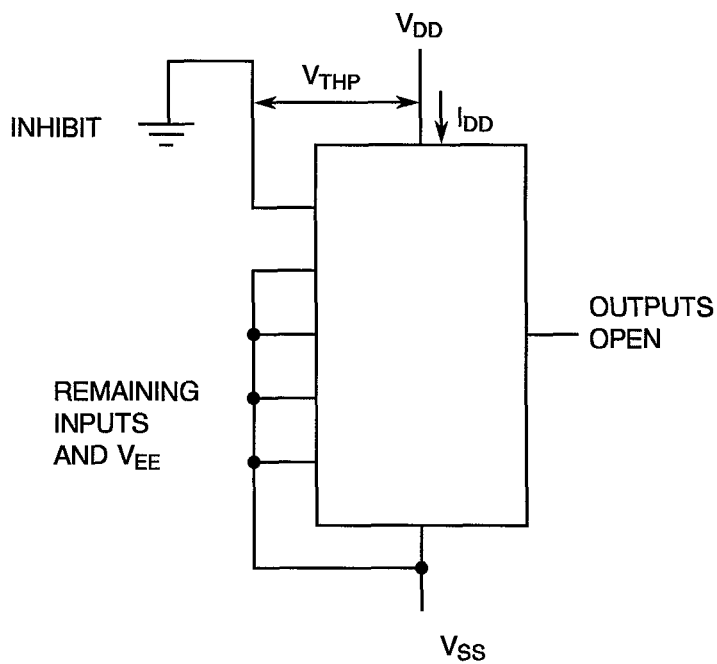 VDD
VTHP
IDD
INHIBIT
OUTPUTS
OPEN
REMAINING
INPUTS
AND VEE
VSS